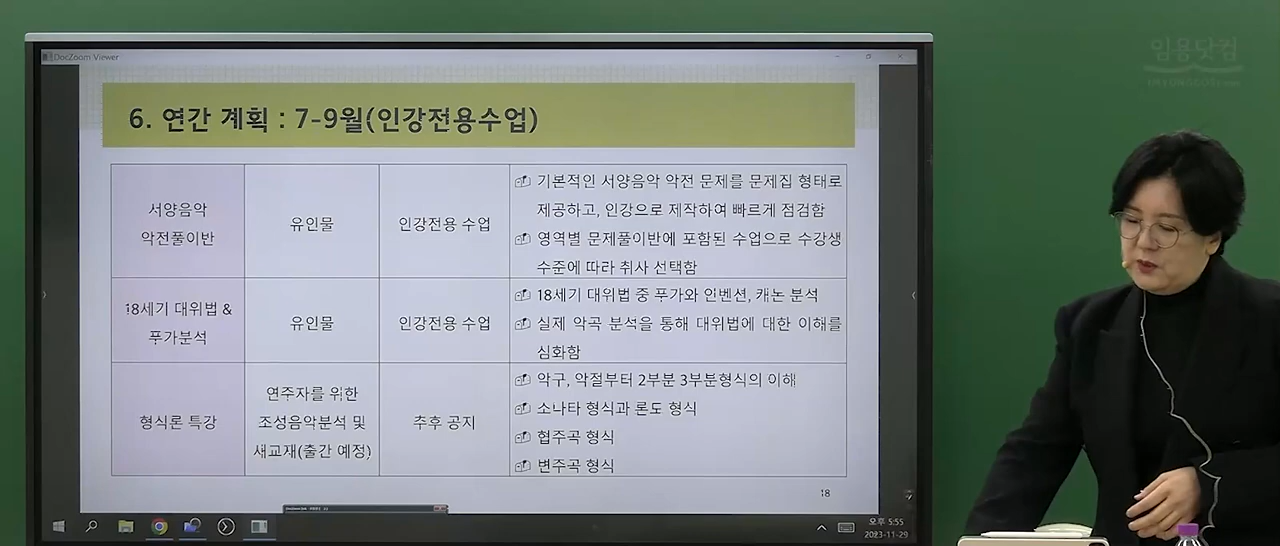 임용닷컴
DocZoom Viewer
6. 연간 계획 : 7-9월(인강전용수업)
서양음악
악전풀이반
유인물
인강전용 수업
기본적인 서양음악 악전 문제를 문제집 형태로
제공하고, 인강으로 제작하여 빠르게 점검함
영역별 문제풀이반에 포함된 수업으로 수강생
수준에 따라 취사 선택함
18세기 대위법 &
푸가분석
유인물
인강전용 수업
18세기 대위법 중 푸가와 인벤션, 캐논 분석
실제 악곡 분석을 통해 대위법에 대한 이해를
심화함
형식론 특강
연주자를 위한
조성음악분석 및
새교재(출간 예정)
추후 공지
악구, 악절부터 2부분 3부분형식의 이해
소나타 형식과 론도 형식
협주곡 형식
변주곡 형식
18
오후 5:55
2023-11-29